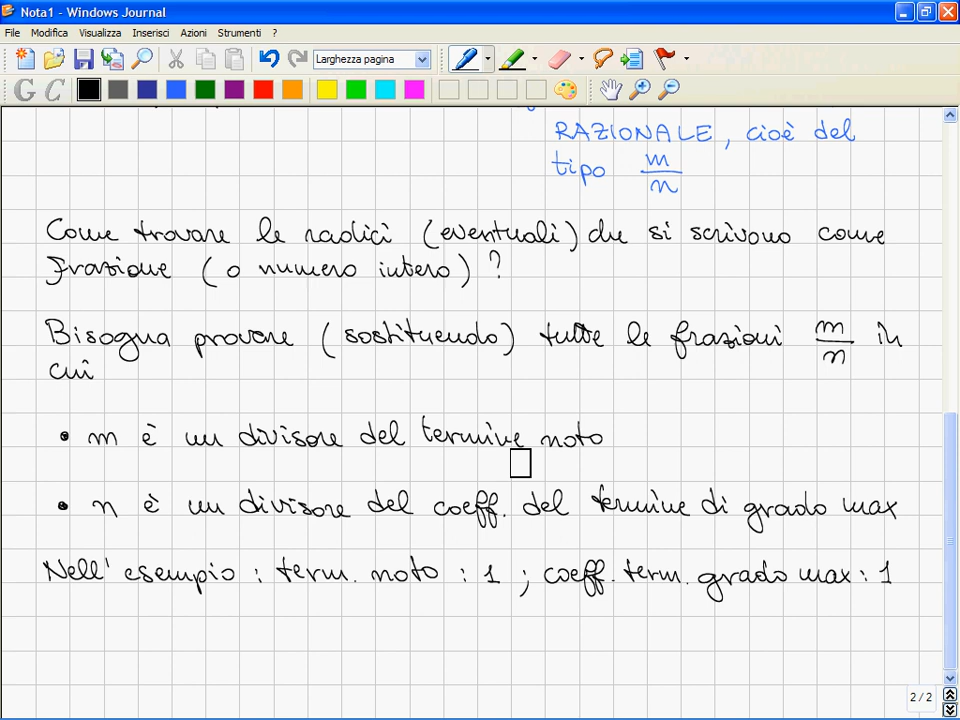 Nota1 - Windows Journal
File Modifica Visualizza Inserisci Azioni Strumenti ?
Larghezza pagina
G C
RAZIONALE, cioè del
tipo m/n
Come trovare le radici (eventuali) che si scrivono come
frazione (o numero intero)?
Bisogna provare (sostituendo) tutte le frazioni m/n in
cui
• m è un divisore del termine noto
• n è un divisore del coeff. del termine di grado max
Nell'esempio: term. noto: 1; coeff. term. grado max: 1
2 / 2